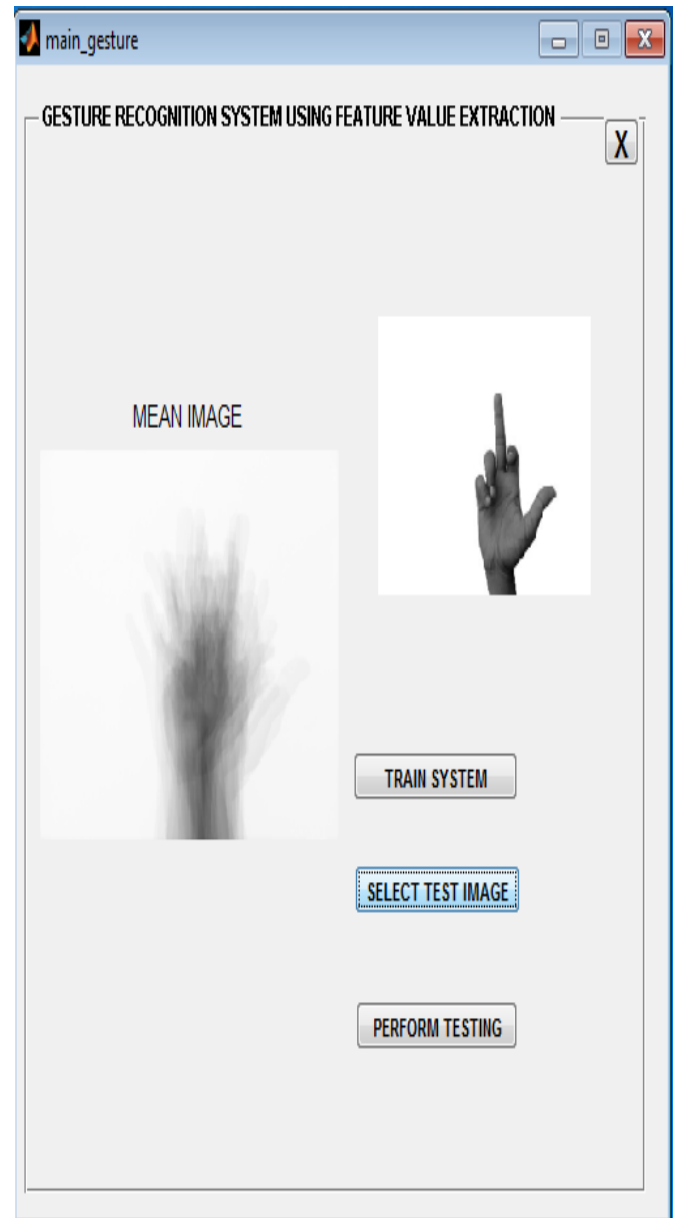 main_gesture
GESTURE RECOGNITION SYSTEM USING FEATURE VALUE EXTRACTION
X
MEAN IMAGE
TRAIN SYSTEM
SELECT TEST IMAGE
PERFORM TESTING